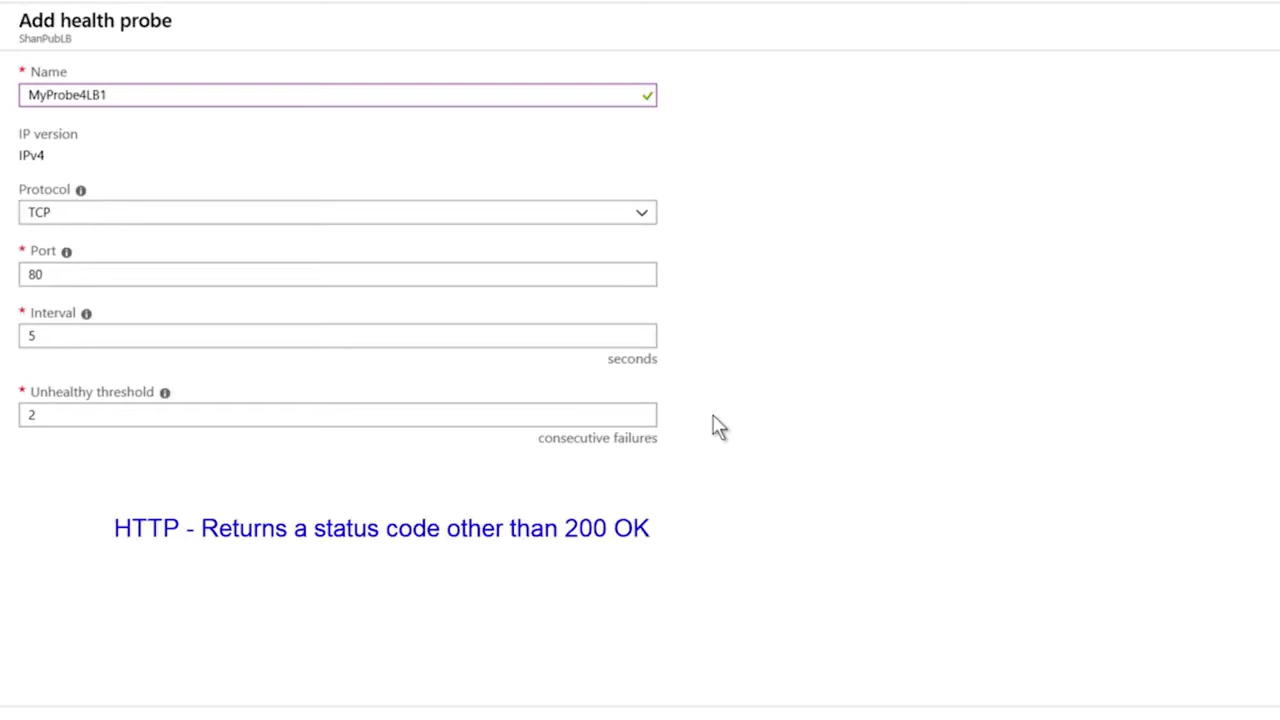 Add health probe
ShanPubLB
* Name
MyProbe4LB1
IP version
IPv4
Protocol
TCP
* Port
80
* Interval
5
seconds
* Unhealthy threshold
2
consecutive failures
HTTP - Returns a status code other than 200 OK